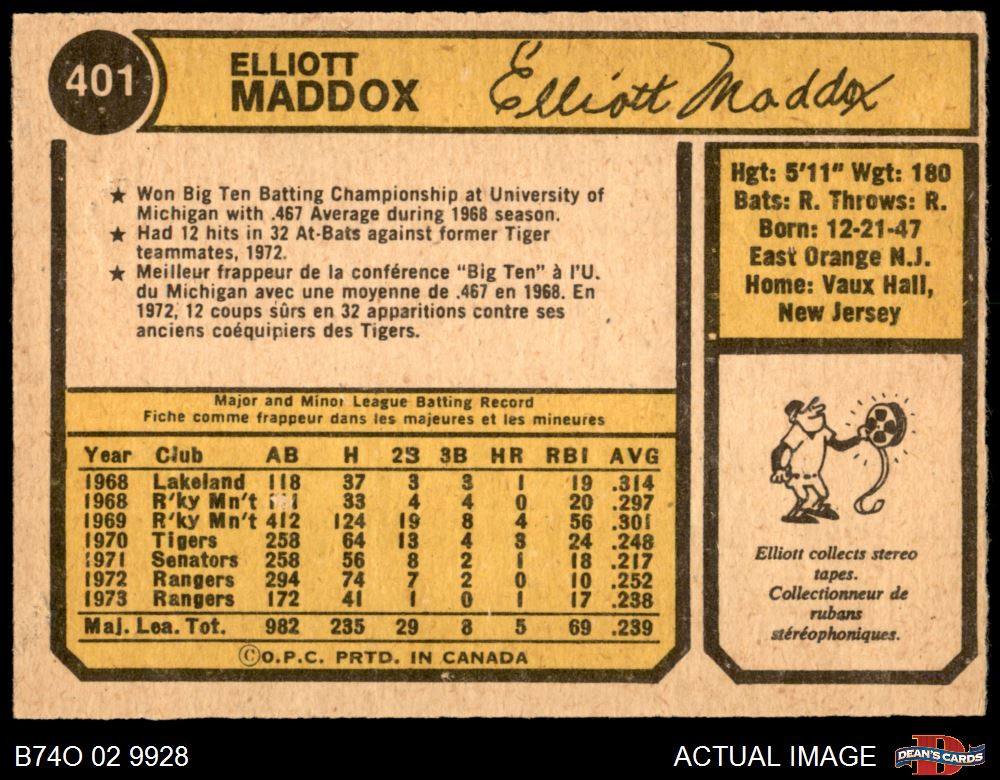 401
ELLIOTT
MADDOX
Elliott Maddox
★ Won Big Ten Batting Championship at University of
Michigan with .467 Average during 1968 season.
★ Had 12 hits in 32 At-Bats against former Tiger
teammates, 1972.
★ Meilleur frappeur de la conférence "Big Ten" à l'U.
du Michigan avec une moyenne de .467 en 1968. En
1972, 12 coups sûrs en 32 apparitions contre ses
anciens coéquipiers des Tigers.
Hgt: 5'11" Wgt: 180
Bats: R. Throws: R.
Born: 12-21-47
East Orange N.J.
Home: Vaux Hall,
New Jersey
Major and Minor League Batting Record
Fiche comme frappeur dans les majeures et les mineures
Year Club AB H 2B 3B HR RBI AVG
1968 Lakeland 118 37 3 3 1 19 .314
1968 R'ky Mn't 33 4 4 0 20 .297
1969 R'ky Mn't 412 124 19 8 4 56 .301
1970 Tigers 258 64 13 4 3 24 .248
1971 Senators 258 56 8 2 1 18 .217
1972 Rangers 294 74 7 2 0 10 .252
1973 Rangers 172 41 1 0 1 17 .238
Maj. Lea. Tot. 982 235 29 8 5 69 .239
©O.P.C. PRTD. IN CANADA
Elliott collects stereo
tapes.
Collectionneur de
rubans
stéréophoniques.
B74O 02 9928
ACTUAL IMAGE
DEAN'S CARDS